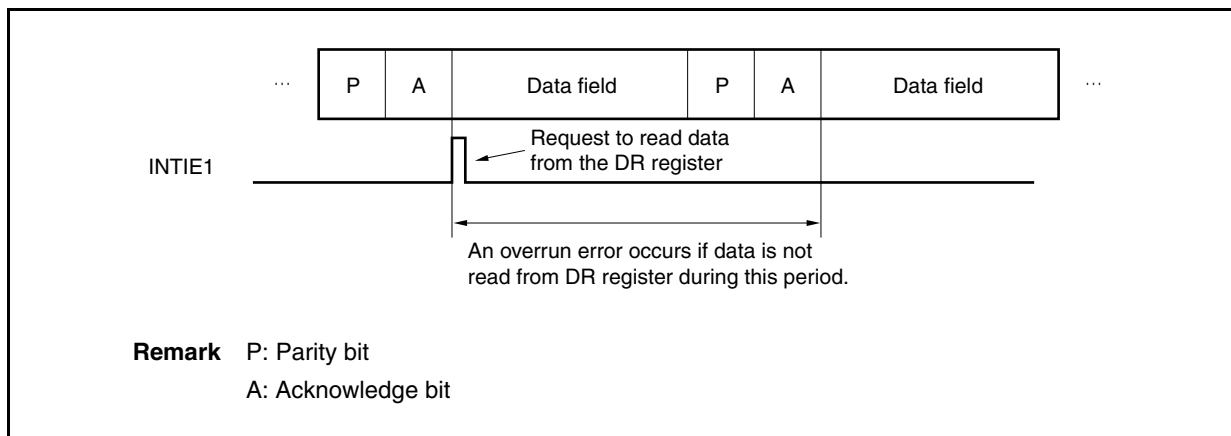 ... P A Data field P A Data field ...
INTIE1
Request to read data
from the DR register
An overrun error occurs if data is not
read from DR register during this period.
Remark P: Parity bit
A: Acknowledge bit